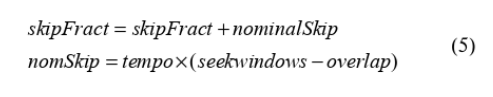 skipFract = skipFract + nominalSkip
nomSkip = tempo×(seekwindows − overlap)
(5)